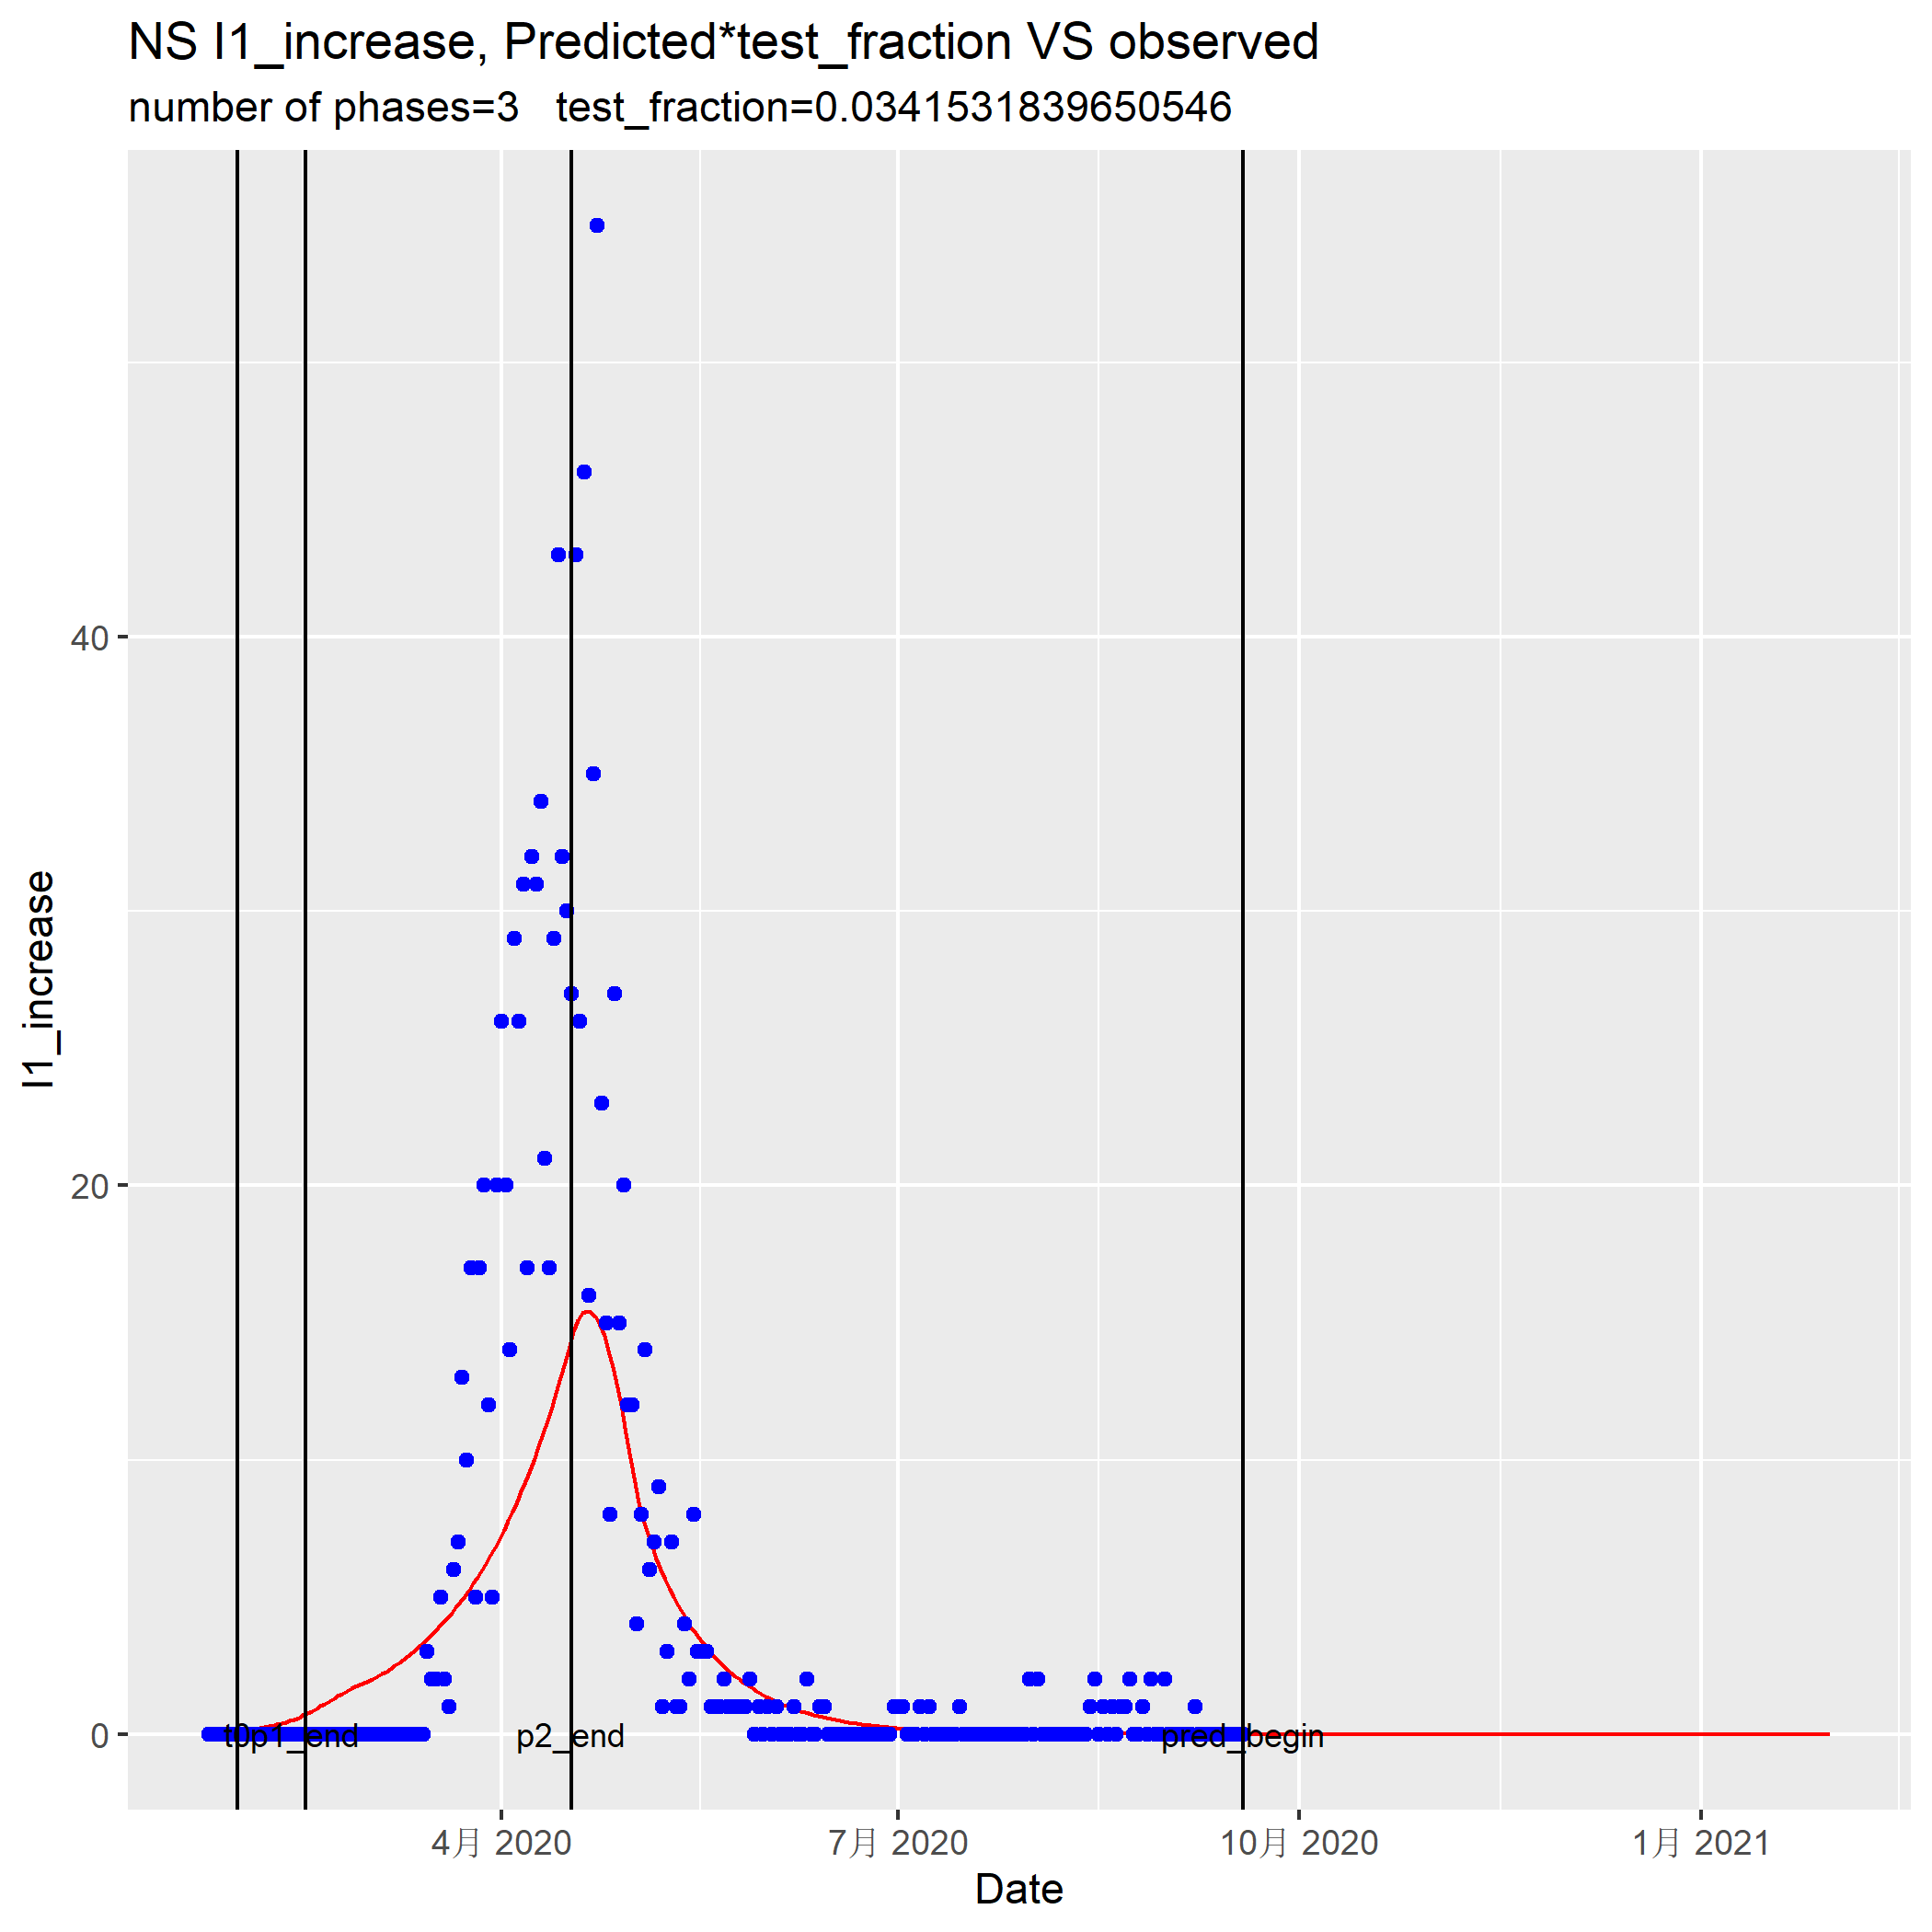 NS I1_increase, Predicted*test_fraction VS observed
number of phases=3 test_fraction=0.0341531839650546
I1_increase
40
20
0
t0p1_end
p2_end
pred_begin
4月 2020
7月 2020
10月 2020
1月 2021
Date